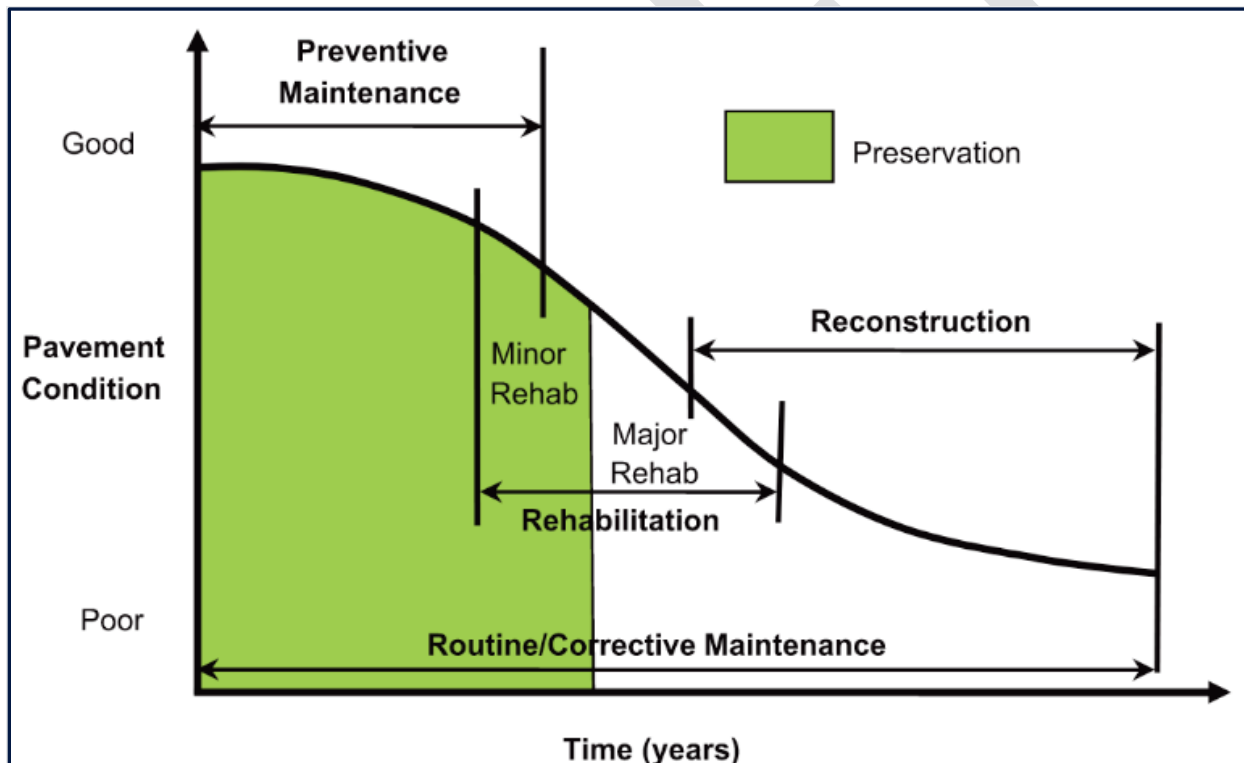 Preventive
Maintenance
Good
Preservation
Reconstruction
Pavement
Condition
Minor
Rehab
Major
Rehab
Rehabilitation
Poor
Routine/Corrective Maintenance
Time (years)